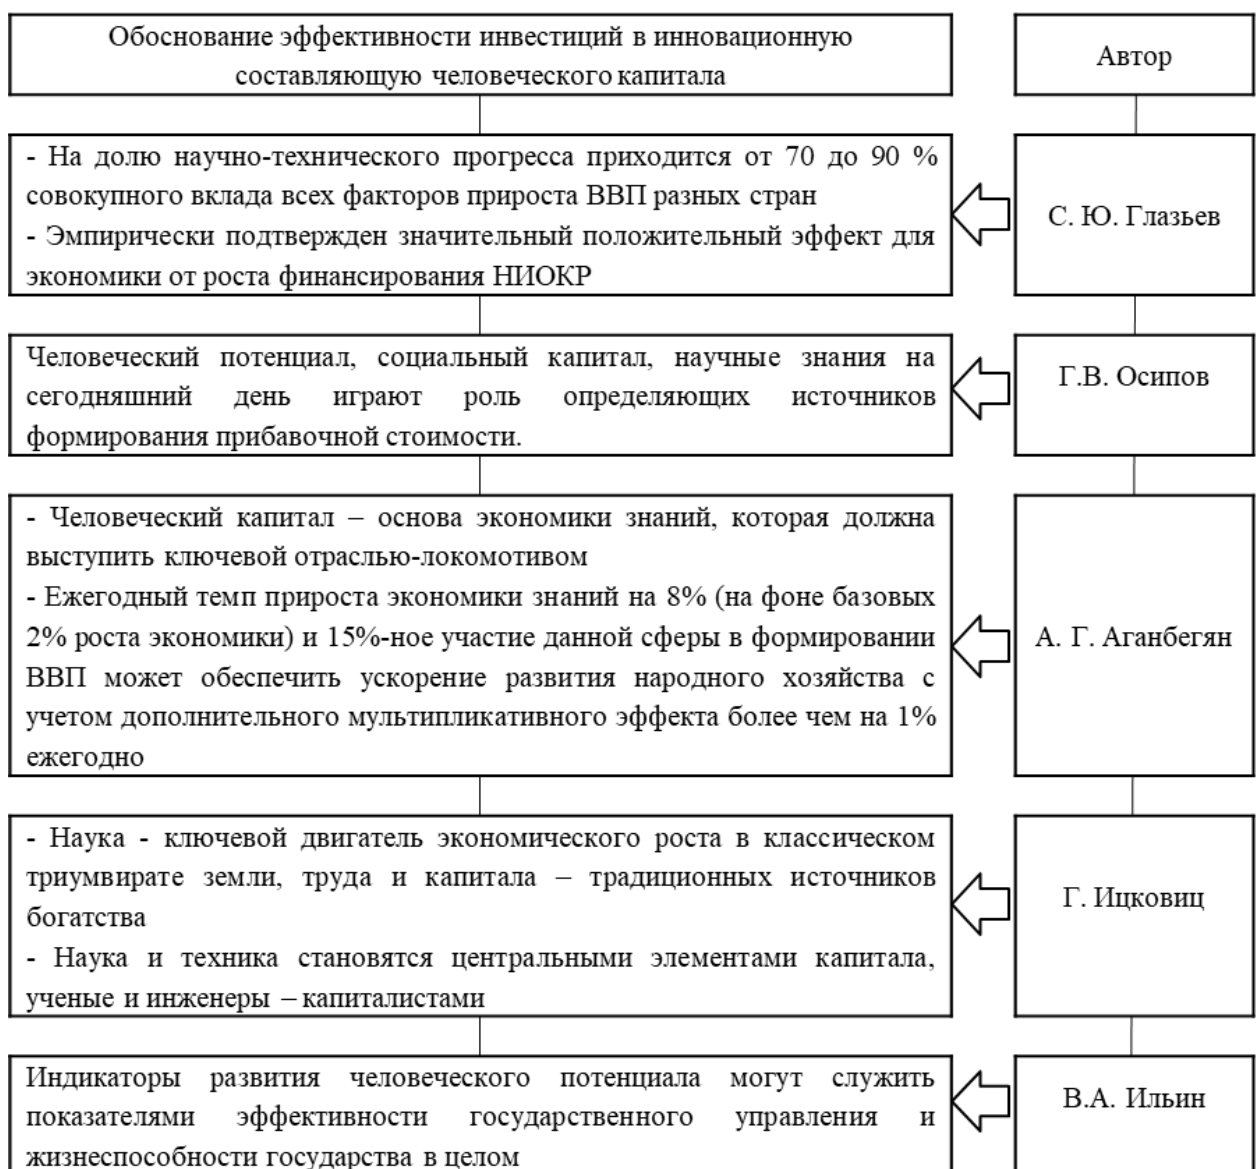 Обоснование эффективности инвестиций в инновационную
составляющую человеческого капитала
Автор
- На долю научно-технического прогресса приходится от 70 до 90 %
совокупного вклада всех факторов прироста ВВП разных стран
- Эмпирически подтвержден значительный положительный эффект для
экономики от роста финансирования НИОКР
С. Ю. Глазьев
Человеческий потенциал, социальный капитал, научные знания на
сегодняшний день играют роль определяющих источников
формирования прибавочной стоимости.
Г.В. Осипов
- Человеческий капитал – основа экономики знаний, которая должна
выступить ключевой отраслью-локомотивом
- Ежегодный темп прироста экономики знаний на 8% (на фоне базовых
2% роста экономики) и 15%-ное участие данной сферы в формировании
ВВП может обеспечить ускорение развития народного хозяйства с
учетом дополнительного мультипликативного эффекта более чем на 1%
ежегодно
А. Г. Аганбегян
- Наука - ключевой двигатель экономического роста в классическом
триумвирате земли, труда и капитала – традиционных источников
богатства
- Наука и техника становятся центральными элементами капитала,
ученые и инженеры – капиталистами
Г. Ицковиц
Индикаторы развития человеческого потенциала могут служить
показателями эффективности государственного управления и
жизнеспособности государства в целом
В.А. Ильин